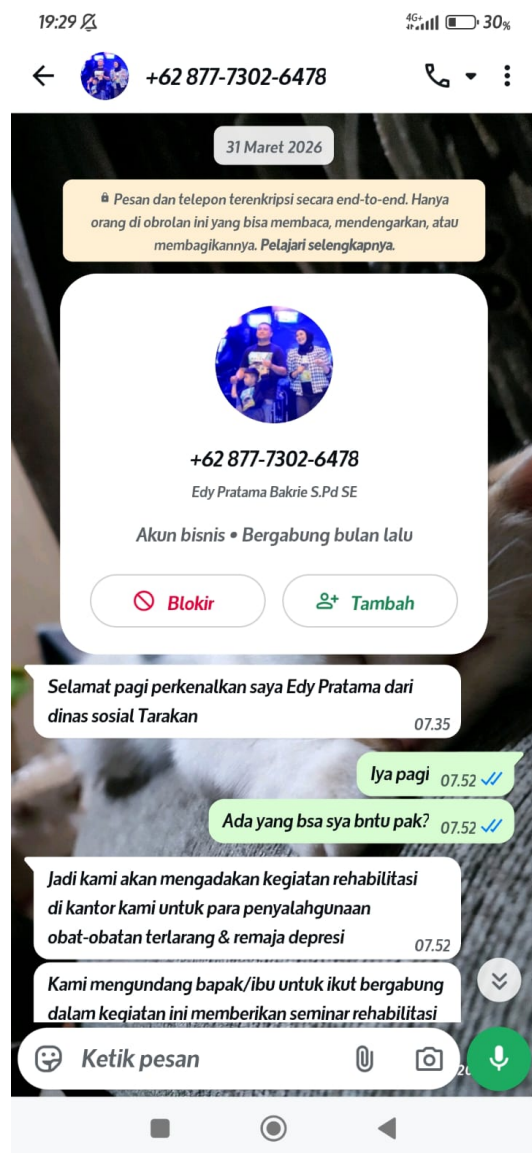 19:29
4G+
30%
+62 877-7302-6478
31 Maret 2026
Pesan dan telepon terenkripsi secara end-to-end. Hanya
orang di obrolan ini yang bisa membaca, mendengarkan, atau
membagikannya. Pelajari selengkapnya.
+62 877-7302-6478
Edy Pratama Bakrie S.Pd SE
Akun bisnis • Bergabung bulan lalu
Blokir
Tambah
Selamat pagi perkenalkan saya Edy Pratama dari
dinas sosial Tarakan
07.35
Iya pagi 07.52
Ada yang bsa sya bntu pak? 07.52
Jadi kami akan mengadakan kegiatan rehabilitasi
di kantor kami untuk para penyalahgunaan
obat-obatan terlarang & remaja depresi
07.52
Kami mengundang bapak/ibu untuk ikut bergabung
dalam kegiatan ini memberikan seminar rehabilitasi
Ketik pesan